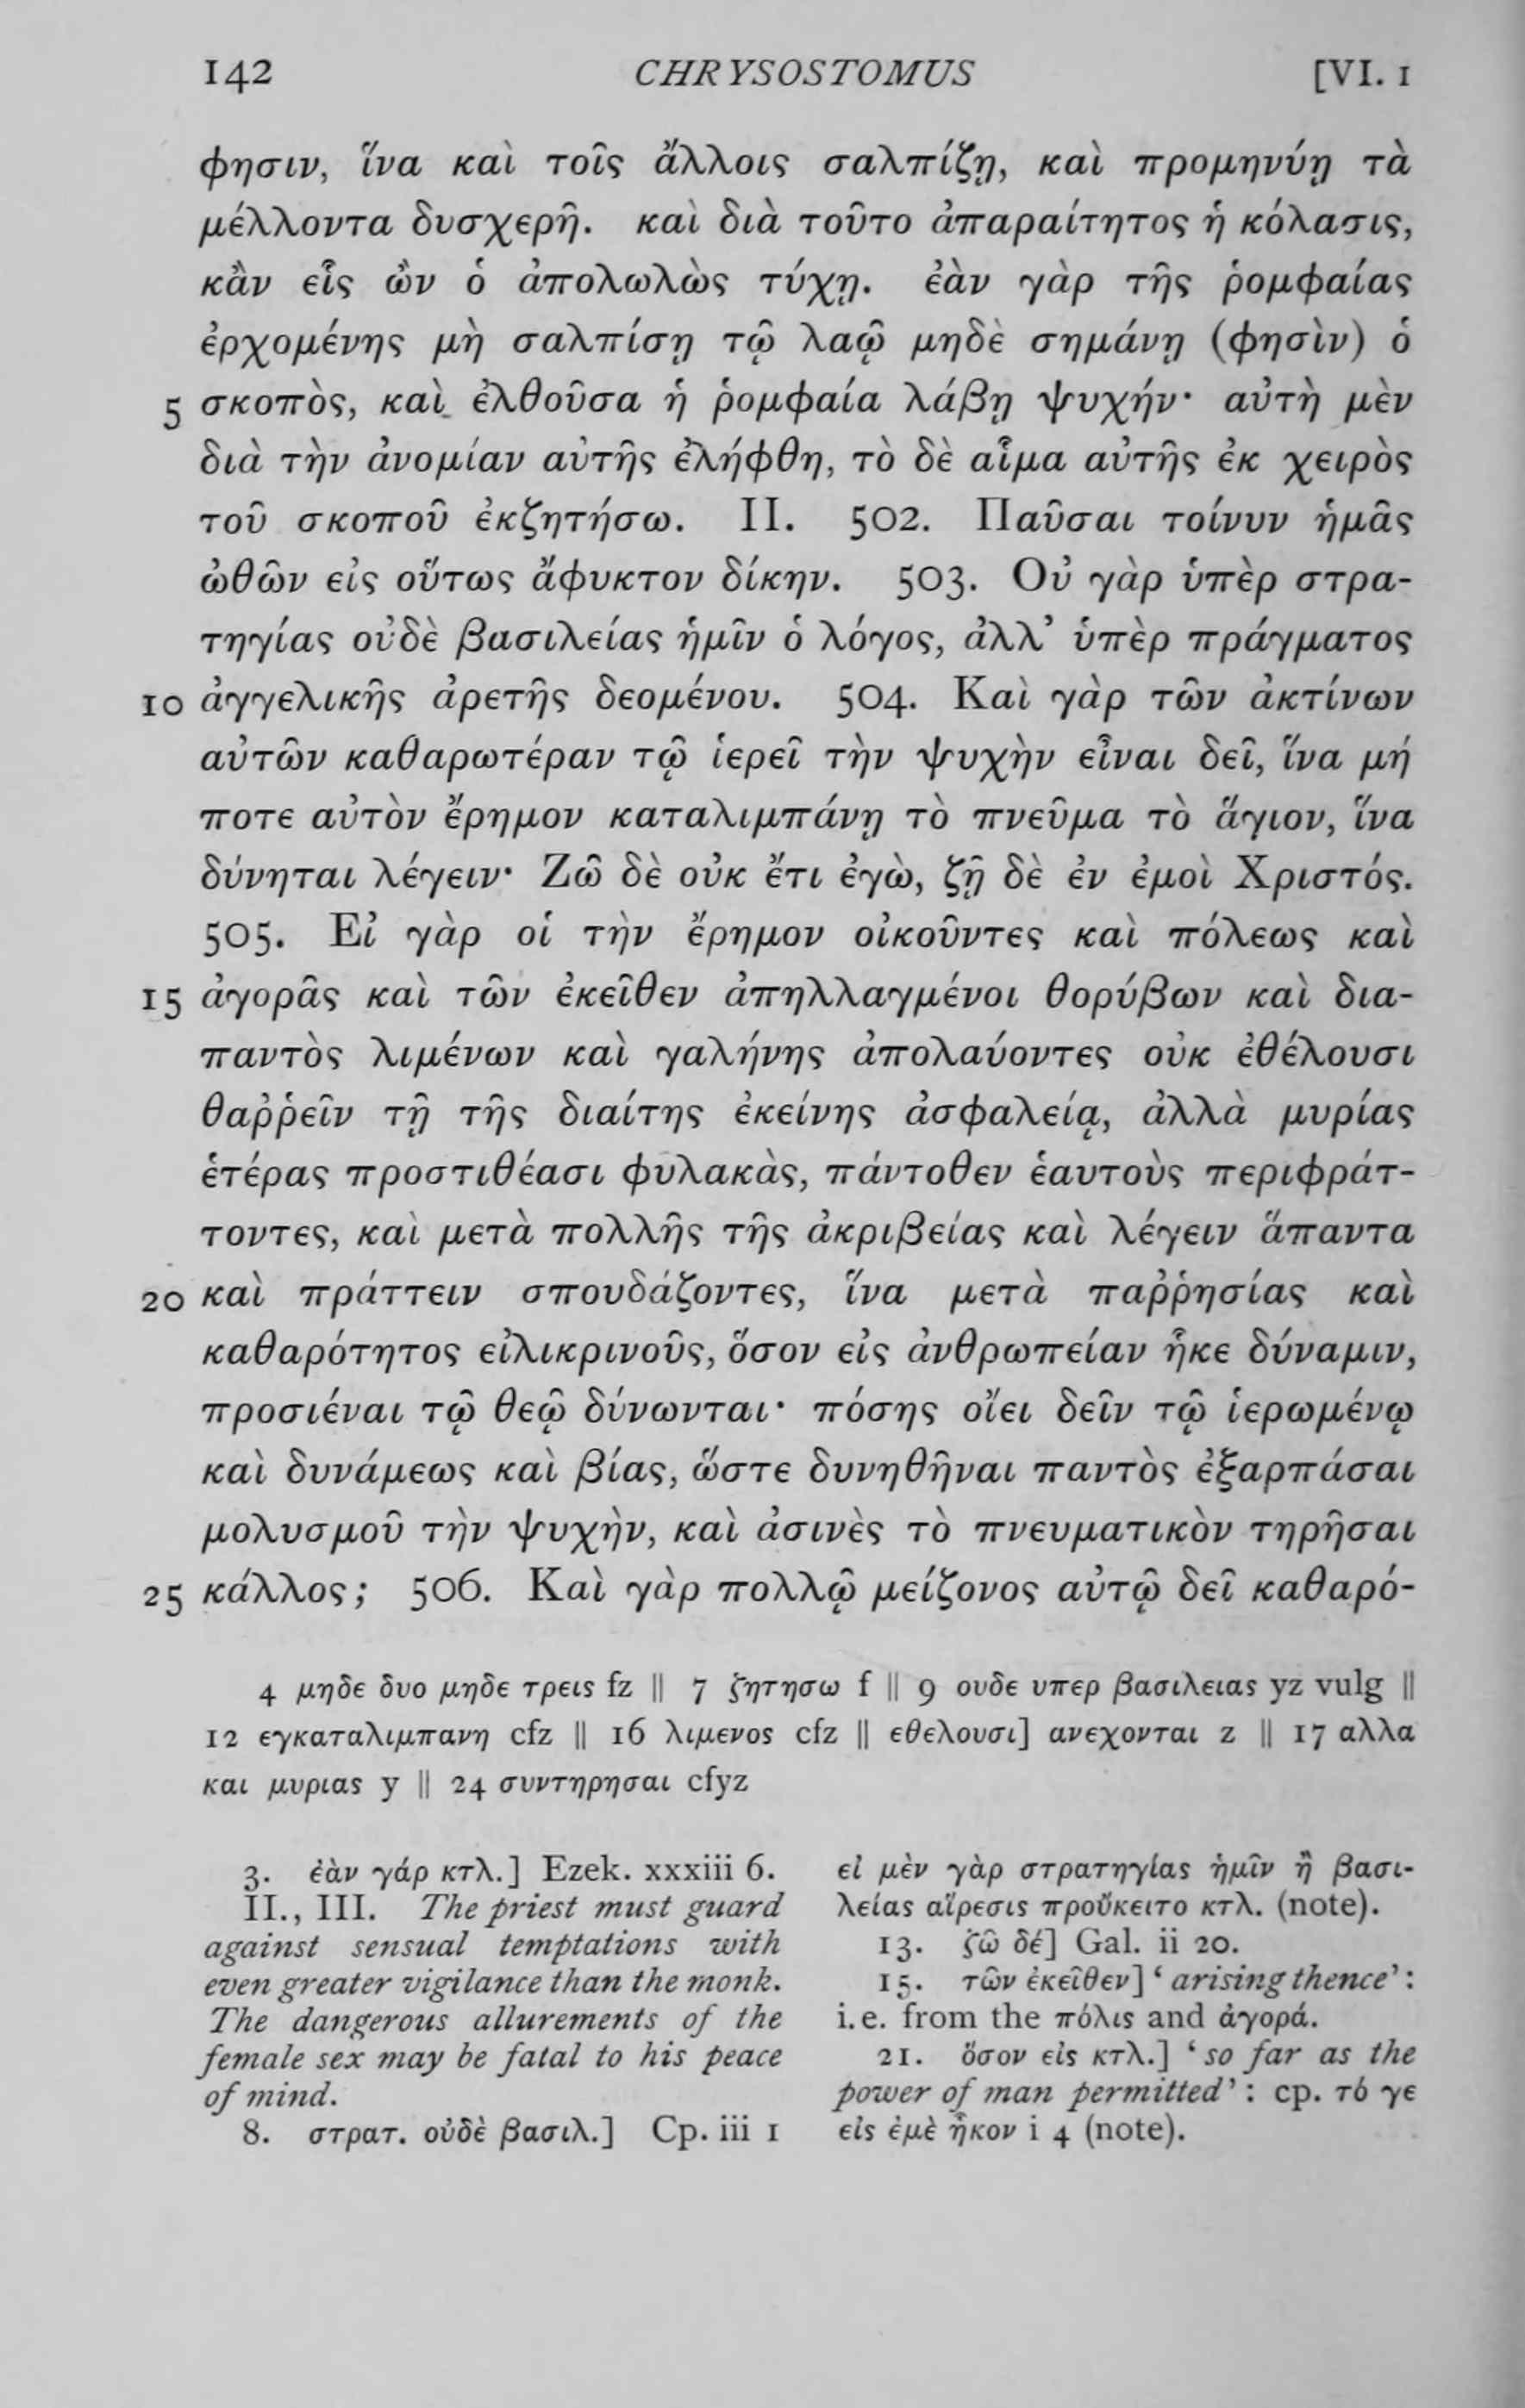 142 CHRYSOSTOMUS [VI. 1
φησιν, ἵνα καὶ τοῖς ἄλλοις σαλπίζῃ, καὶ προμηνύῃ τὰ
μέλλοντα δυσχερῆ. καὶ διὰ τοῦτο ἀπαραίτητος ἡ κόλασις,
κἂν εἷς ὢν ὁ ἀπολωλὼς τύχῃ. ἐὰν γὰρ τῆς ῥομφαίας
ἐρχομένης μὴ σαλπίσῃ τῷ λαῷ μηδὲ σημάνῃ (φησὶν) ὁ
5 σκοπὸς, καὶ ἐλθοῦσα ἡ ῥομφαία λάβῃ ψυχήν· αὐτὴ μὲν
διὰ τὴν ἀνομίαν αὐτῆς ἐλήφθη, τὸ δὲ αἷμα αὐτῆς ἐκ χειρὸς
τοῦ σκοποῦ ἐκζητήσω. II. 502. Παῦσαι τοίνυν ἡμᾶς
ὠθῶν εἰς οὕτως ἄφυκτον δίκην. 503. Οὐ γὰρ ὑπὲρ στρα-
τηγίας οὐδὲ βασιλείας ἡμῖν ὁ λόγος, ἀλλ’ ὑπὲρ πράγματος
10 ἀγγελικῆς ἀρετῆς δεομένου. 504. Καὶ γὰρ τῶν ἀκτίνων
αὐτῶν καθαρωτέραν τῷ ἱερεῖ τὴν ψυχὴν εἶναι δεῖ, ἵνα μή
ποτε αὐτὸν ἔρημον καταλιμπάνῃ τὸ πνεῦμα τὸ ἅγιον, ἵνα
δύνηται λέγειν· Ζῶ δὲ οὐκ ἔτι ἐγὼ, ζῇ δὲ ἐν ἐμοὶ Χριστός.
505. Εἰ γὰρ οἱ τὴν ἔρημον οἰκοῦντες καὶ πόλεως καὶ
15 ἀγορᾶς καὶ τῶν ἐκεῖθεν ἀπηλλαγμένοι θορύβων καὶ δια-
παντὸς λιμένων καὶ γαλήνης ἀπολαύοντες οὐκ ἐθέλουσι
θαῤῥεῖν τῇ τῆς διαίτης ἐκείνης ἀσφαλείᾳ, ἀλλὰ μυρίας
ἑτέρας προστιθέασι φυλακὰς, πάντοθεν ἑαυτοὺς περιφράτ-
τοντες, καὶ μετὰ πολλῆς τῆς ἀκριβείας καὶ λέγειν ἅπαντα
20 καὶ πράττειν σπουδάζοντες, ἵνα μετὰ παῤῥησίας καὶ
καθαρότητος εἰλικρινοῦς, ὅσον εἰς ἀνθρωπείαν ἧκε δύναμιν,
προσιέναι τῷ θεῷ δύνωνται· πόσης οἴει δεῖν τῷ ἱερωμένῳ
καὶ δυνάμεως καὶ βίας, ὥστε δυνηθῆναι παντὸς ἐξαρπάσαι
μολυσμοῦ τὴν ψυχὴν, καὶ ἀσινὲς τὸ πνευματικὸν τηρῆσαι
25 κάλλος; 506. Καὶ γὰρ πολλῷ μείζονος αὐτῷ δεῖ καθαρό-
4 μηδε δυο μηδε τρεις fz || 7 ζητησω f || 9 ουδε υπερ βασιλειας yz vulg ||
12 εγκαταλιμπανη cfz || 16 λιμενος cfz || εθελουσι] ανεχονται z || 17 αλλα
και μυριας y || 24 συντηρησαι cfyz
3. ἐὰν γάρ κτλ.] Ezek. xxxiii 6.
II., III. The priest must guard
against sensual temptations with
even greater vigilance than the monk.
The dangerous allurements of the
female sex may be fatal to his peace
of mind.
8. στρατ. οὐδὲ βασιλ.] Cp. iii 1
εἰ μὲν γὰρ στρατηγίας ἡμῖν ἢ βασι-
λείας αἵρεσις προὔκειτο κτλ. (note).
13. ζῶ δέ] Gal. ii 20.
15. τῶν ἐκεῖθεν] ‘arising thence’:
i.e. from the πόλις and ἀγορά.
21. ὅσον εἰς κτλ.] ‘so far as the
power of man permitted’: cp. τό γε
εἰς ἐμὲ ἧκον i 4 (note).